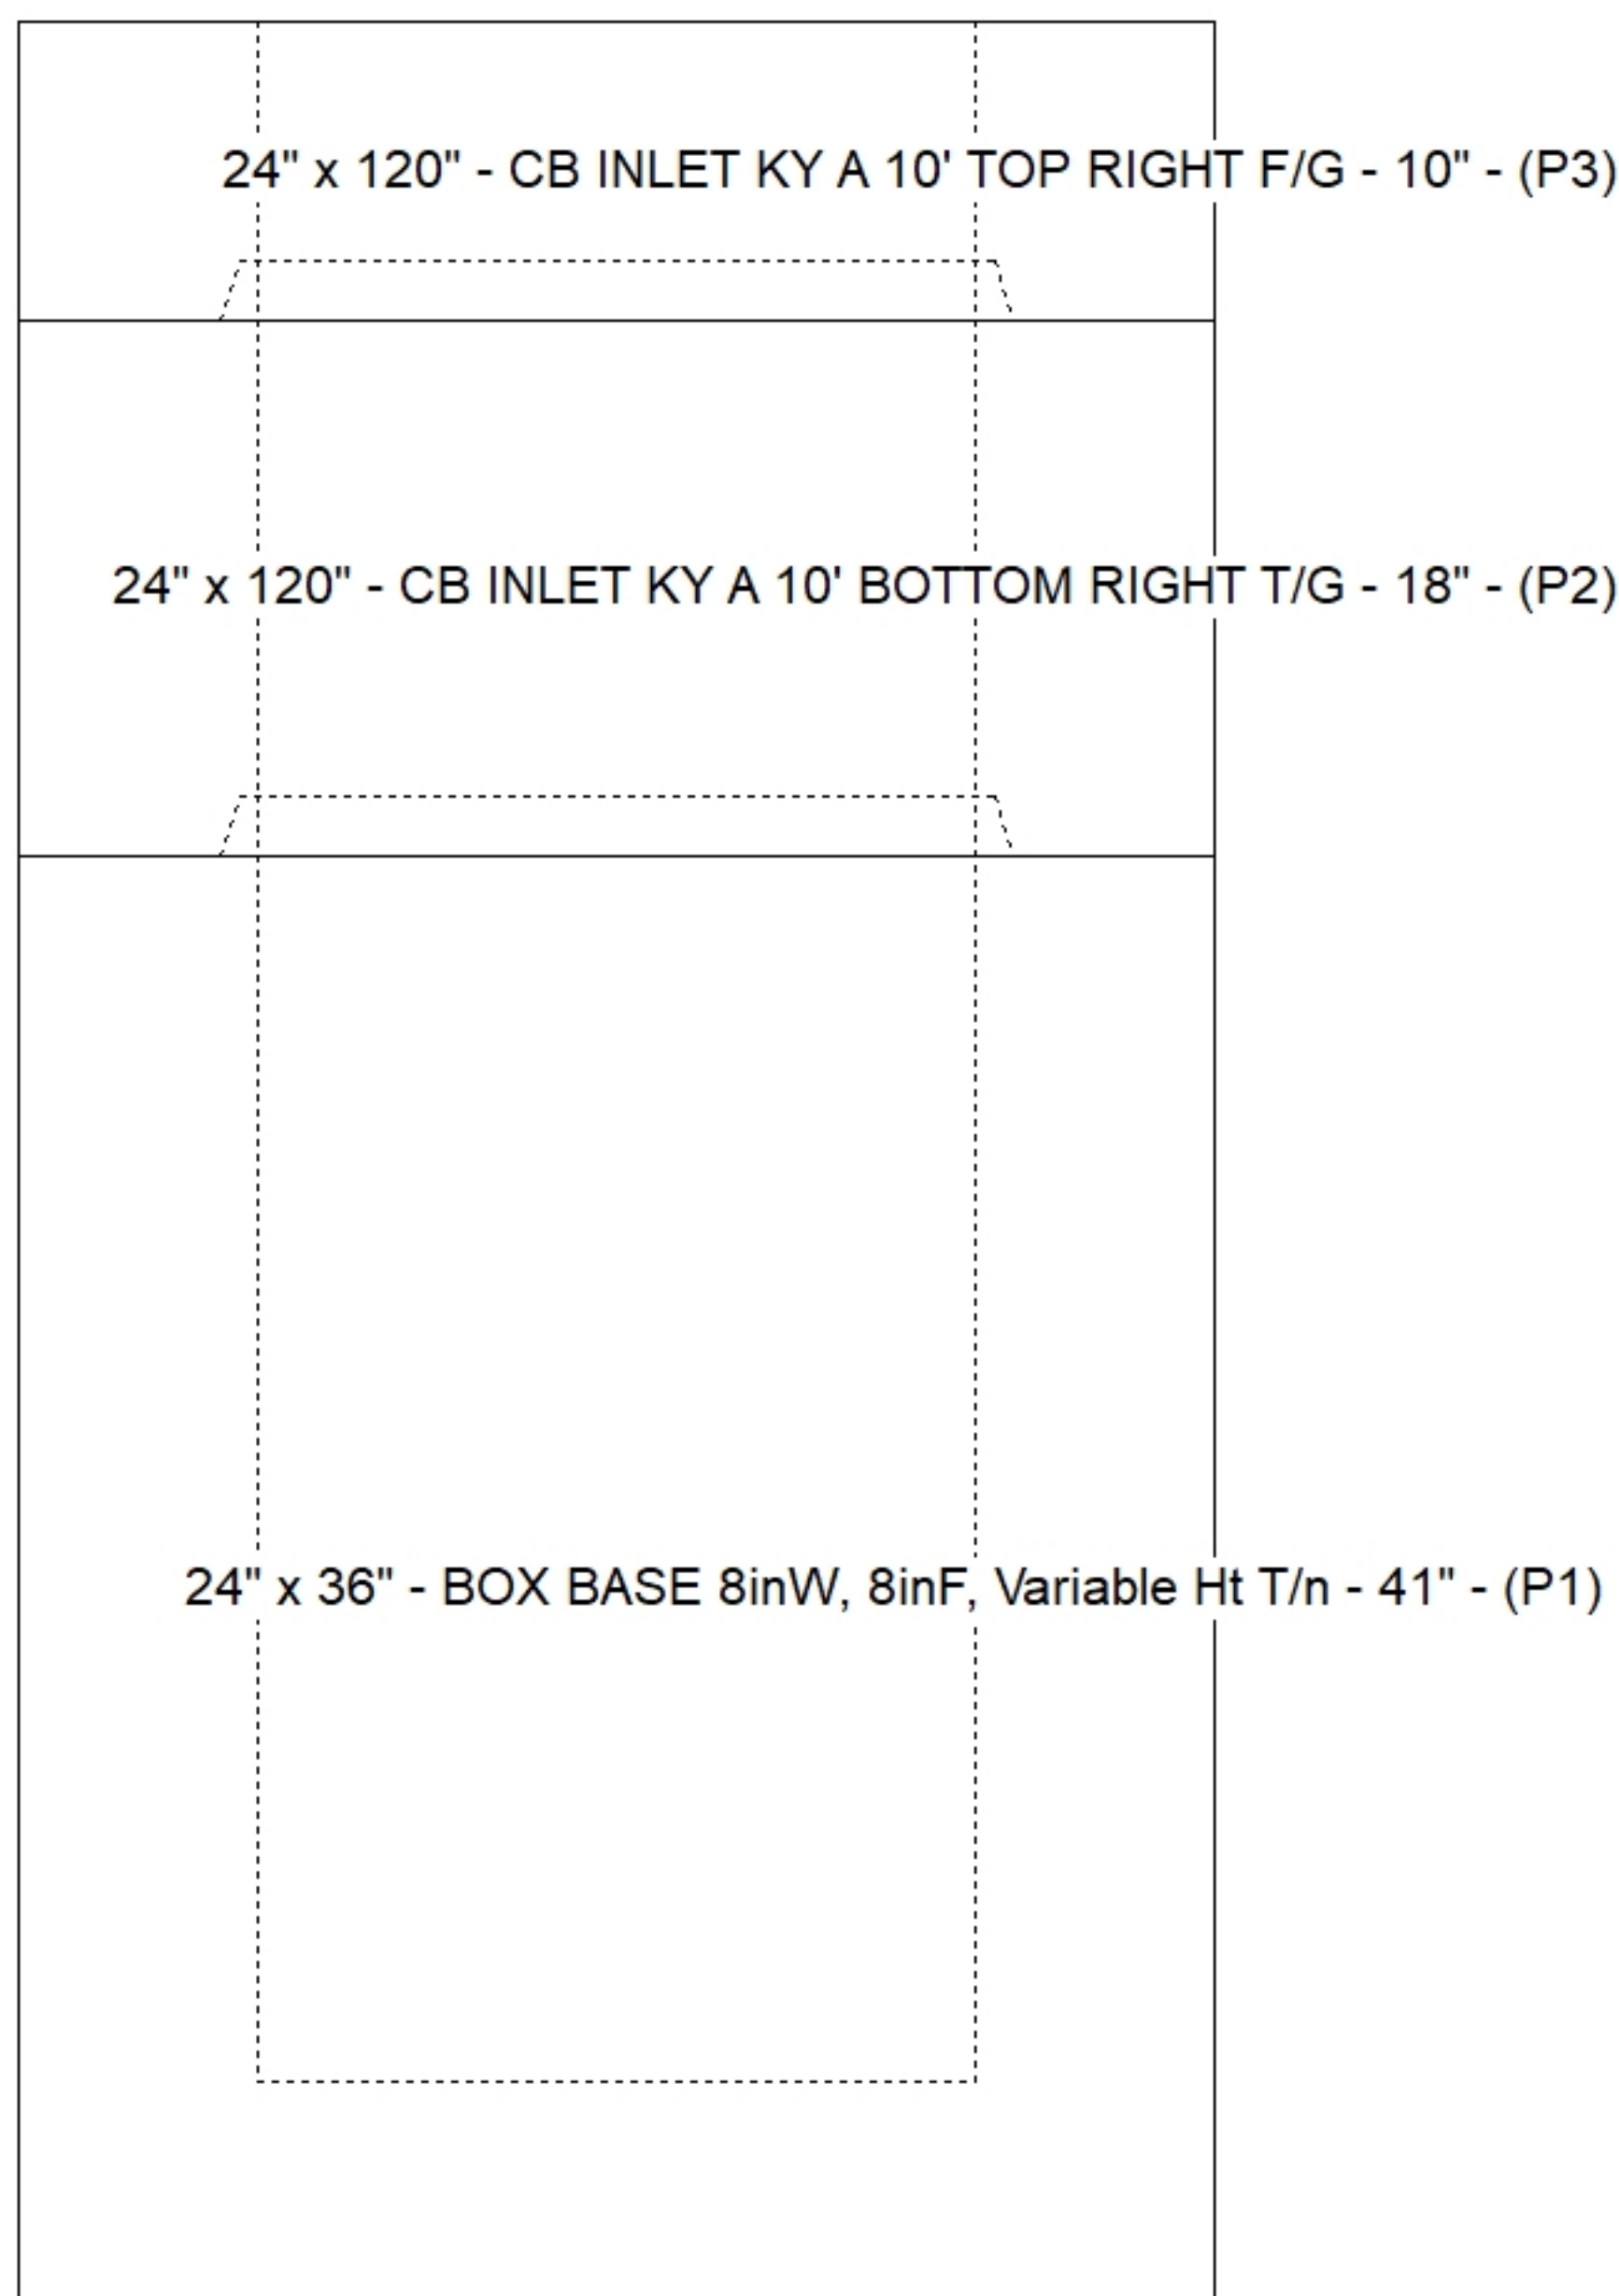 24" x 120" - CB INLET KY A 10' TOP RIGHT F/G - 10" - (P3)
24" x 120" - CB INLET KY A 10' BOTTOM RIGHT T/G - 18" - (P2)
24" x 36" - BOX BASE 8inW, 8inF, Variable Ht T/n - 41" - (P1)